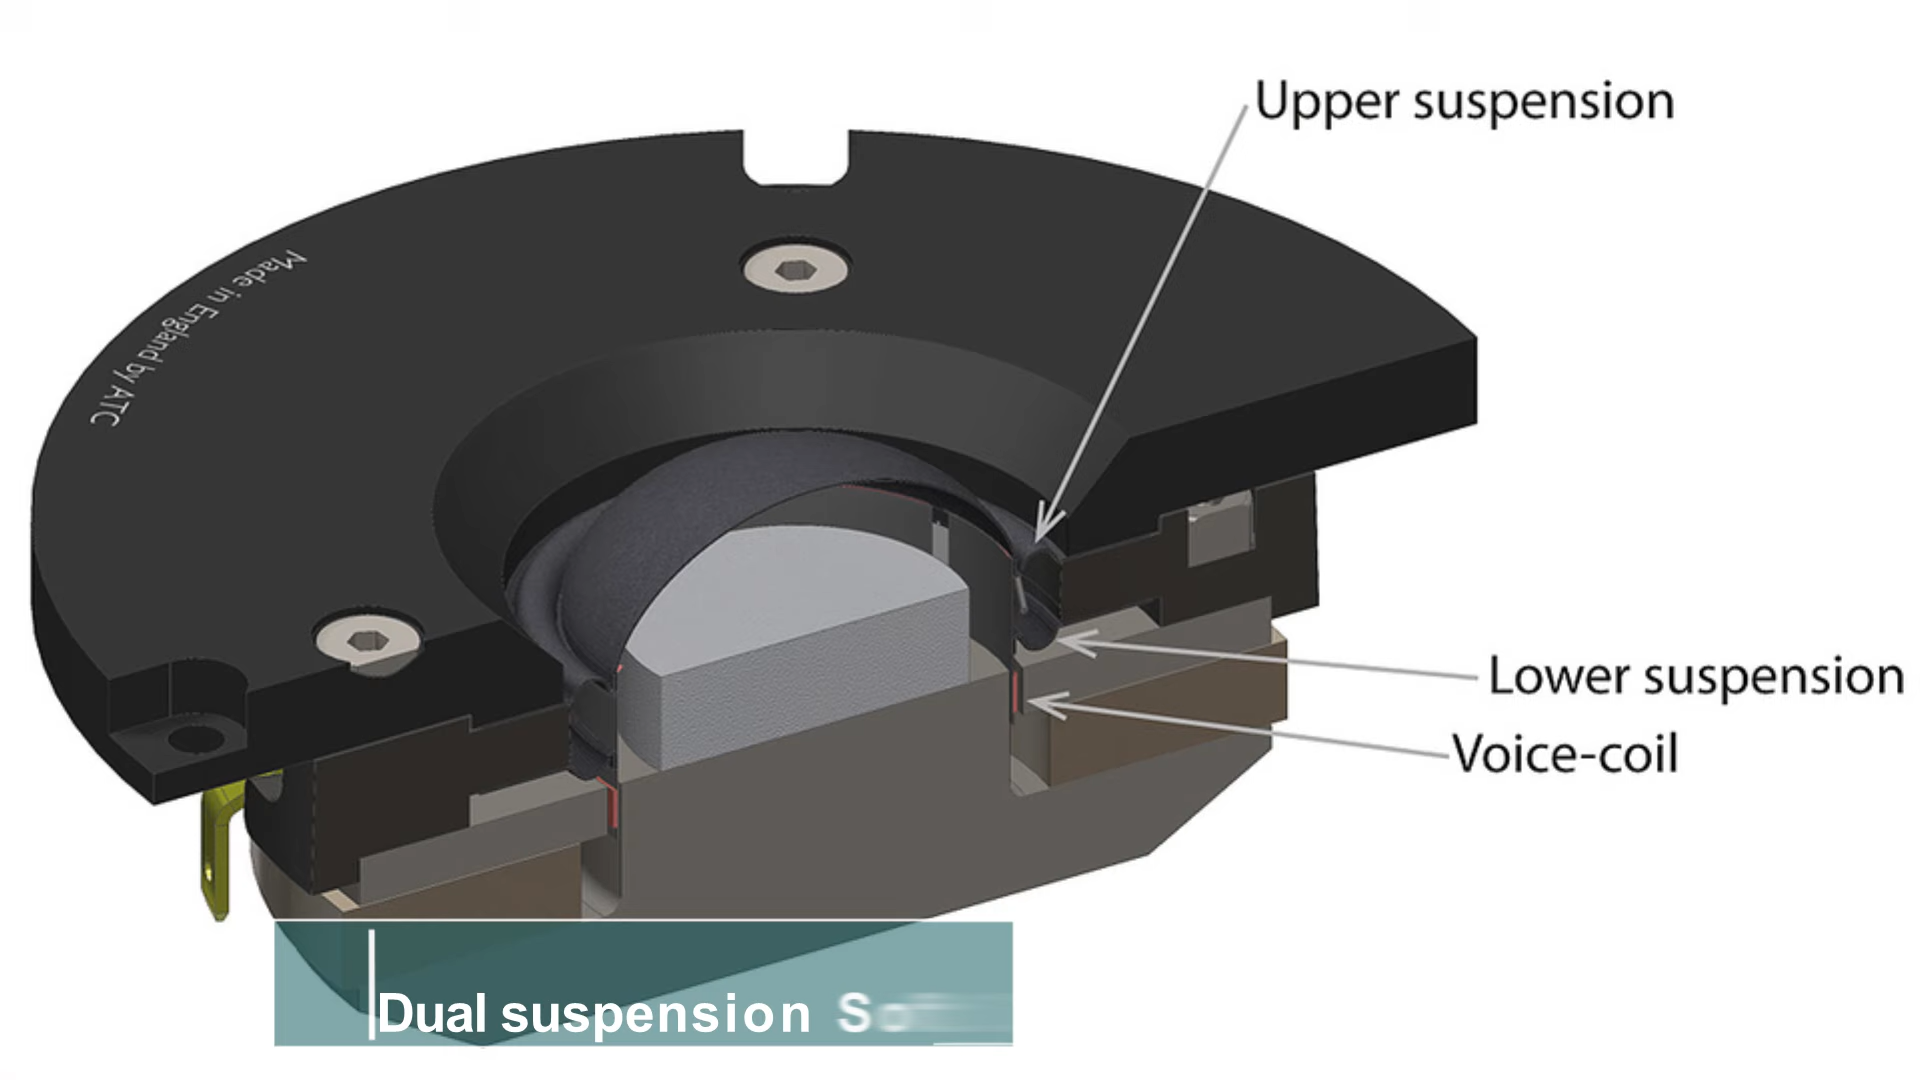 Upper suspension
Made in England by ATC
Lower suspension
Voice-coil
Dual suspension